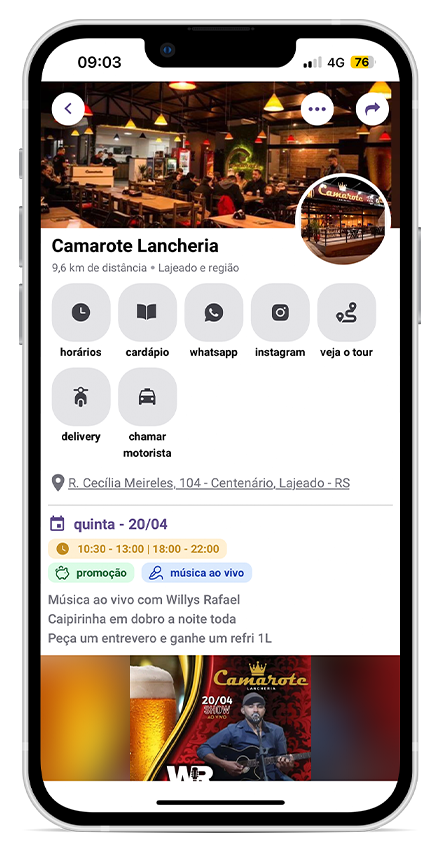 09:03
4G
76
Camarote
Camarote Lancheria
9,6 km de distância • Lajeado e região
horários
cardápio
whatsapp
instagram
veja o tour
delivery
chamar
motorista
R. Cecília Meireles, 104 - Centenário, Lajeado - RS
quinta - 20/04
10:30 - 13:00 | 18:00 - 22:00
promoção
música ao vivo
Música ao vivo com Willys Rafael
Caipirinha em dobro a noite toda
Peça um entrevero e ganhe um refri 1L
Camarote
LANCHERIA
20/04
SHOW
AO VIVO
WR